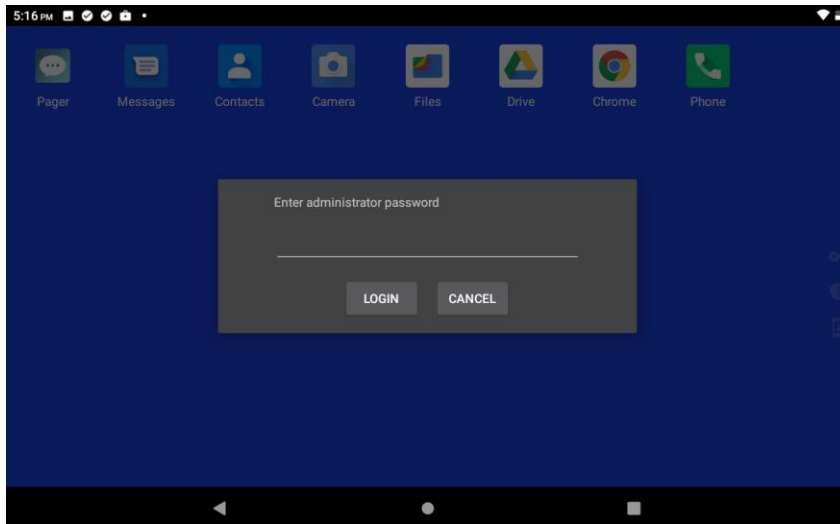 5:16 PM
Pager Messages Contacts Camera Files Drive Chrome Phone
Enter administrator password
LOGIN CANCEL